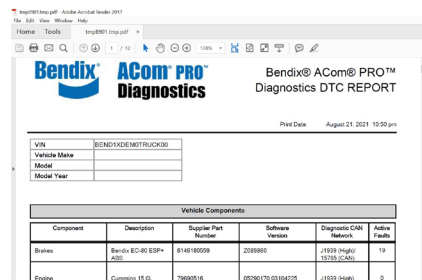 tmp8901.tmp.pdf - Adobe Acrobat Reader 2017
File Edit View Window Help
Home Tools tmp8901.tmp.pdf ×
1 / 12 108%
Bendix® ACom® PRO™
Diagnostics
Bendix® ACom® PRO™
Diagnostics DTC REPORT
Print Date: August 21, 2021 10:50 pm
VIN BEND1XDEM0TRUCK00
Vehicle Make
Model
Model Year
Vehicle Components
Component Description Supplier Part Number Software Version Diagnostic CAN Network Active Faults
Brakes Bendix EC-80 ESP+ ABS 6146180559 Z089860 J1939 (High)/ 15765 (CAN) 19
Engine Cummins 15.0L 79690516 05290170.03104225 J1939 (High) 0